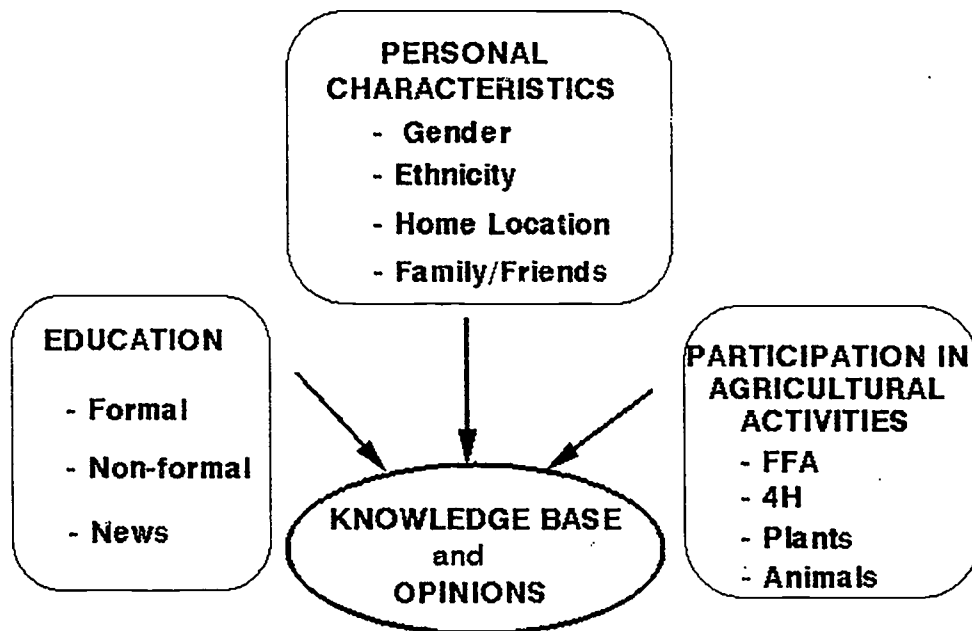 PERSONAL
CHARACTERISTICS
- Gender
- Ethnicity
- Home Location
- Family/Friends
EDUCATION
- Formal
- Non-formal
- News
PARTICIPATION IN
AGRICULTURAL
ACTIVITIES
- FFA
- 4H
- Plants
- Animals
KNOWLEDGE BASE
and
OPINIONS